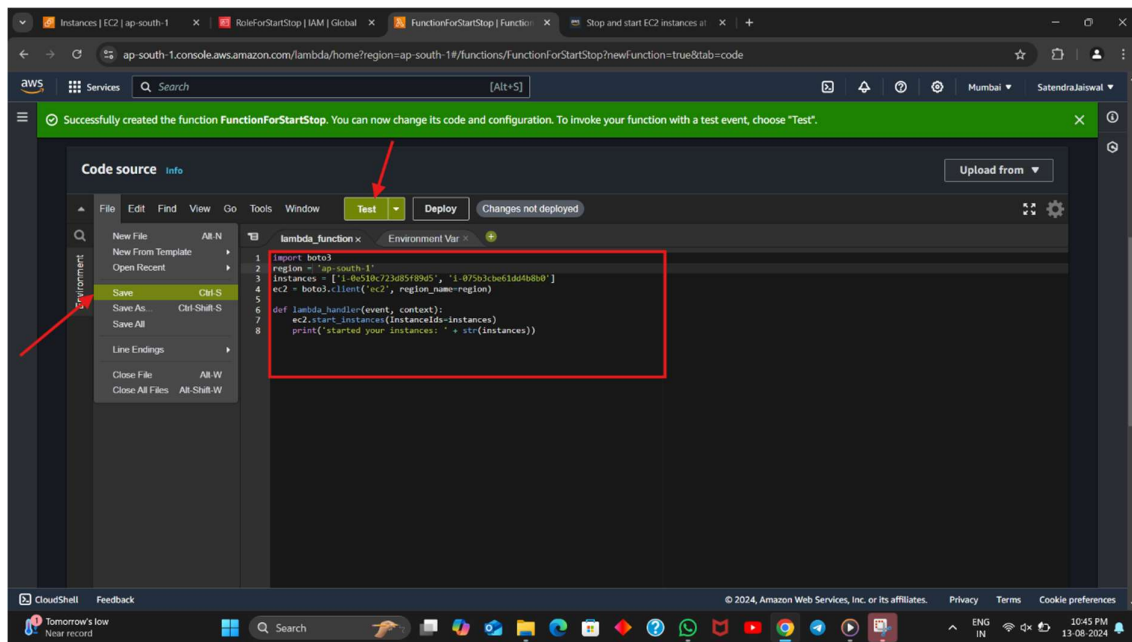 Instances | EC2 | ap-south-1
RoleForStartStop | IAM | Global
FunctionForStartStop | Function
Stop and start EC2 instances at
ap-south-1.console.aws.amazon.com/lambda/home?region=ap-south-1#/functions/FunctionForStartStop?newFunction=true&tab=code
aws Services Search [Alt+S] Mumbai ▼ SatendraJaiswal ▼
Successfully created the function FunctionForStartStop. You can now change its code and configuration. To invoke your function with a test event, choose "Test".
Code source Info
Upload from ▼
File Edit Find View Go Tools Window Test Deploy Changes not deployed
Environment
New File Alt-N
New From Template
Open Recent
Save Ctrl-S
Save As... Ctrl-Shift-S
Save All
Line Endings
Close File Alt-W
Close All Files Alt-Shift-W
lambda_function × Environment Var ×
1 import boto3
2 region = 'ap-south-1'
3 instances = ['i-0e510c723d85f89d5', 'i-075b3cbe61dd4b8b0']
4 ec2 = boto3.client('ec2', region_name=region)
5
6 def lambda_handler(event, context):
7 ec2.start_instances(InstanceIds=instances)
8 print('started your instances: ' + str(instances))
CloudShell Feedback © 2024, Amazon Web Services, Inc. or its affiliates. Privacy Terms Cookie preferences
Tomorrow's low
Near record
Search
ENG
IN
10:45 PM
13-08-2024